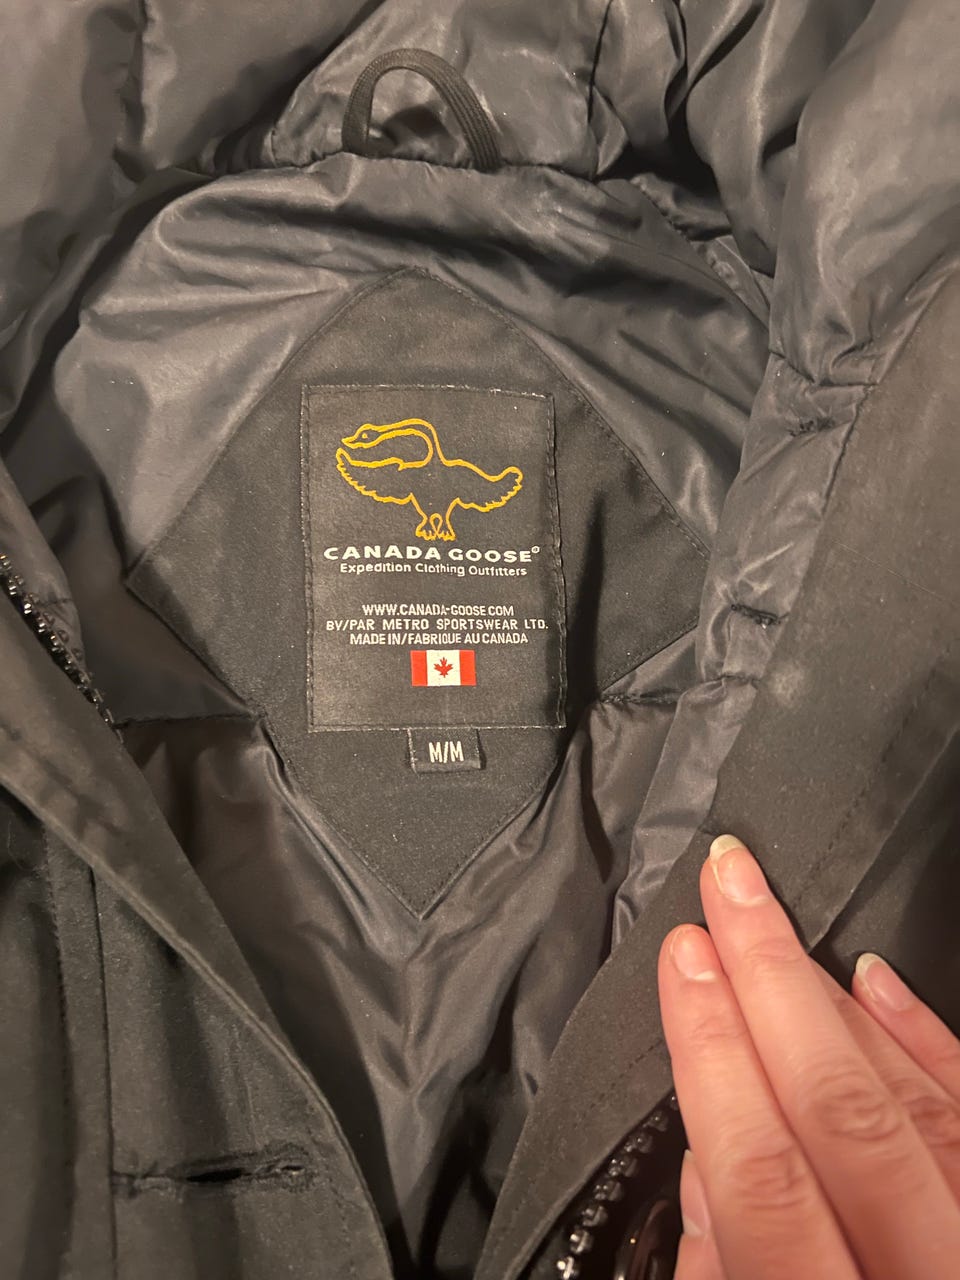 CANADA GOOSE®
Expedition Clothing Outfitters
WWW.CANADA-GOOSE.COM
BY/PAR METRO SPORTSWEAR LTD.
MADE IN/FABRIQUE AU CANADA
M/M